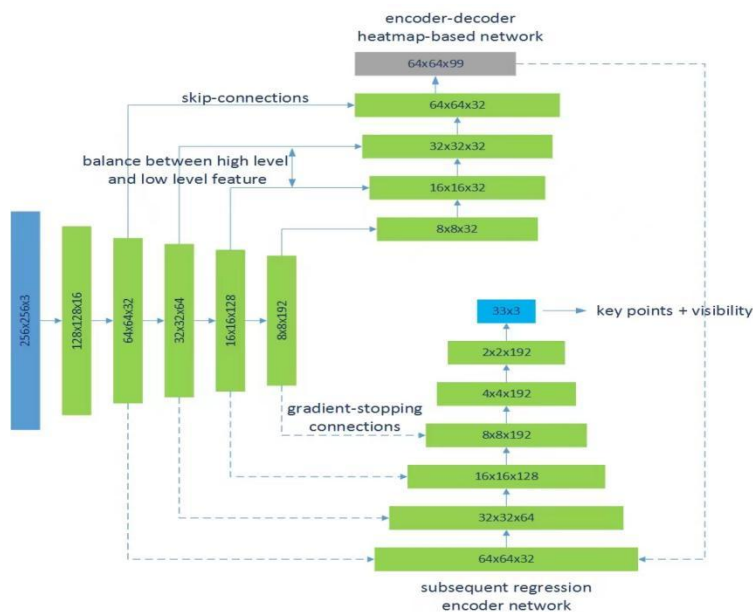 encoder-decoder
heatmap-based network
64x64x99
skip-connections
64x64x32
32x32x32
balance between high level
and low level feature
16x16x32
8x8x32
256x256x3
128x128x16
64x64x32
32x32x64
16x16x128
8x8x192
33x3
key points + visibility
2x2x192
4x4x192
gradient-stopping
connections
8x8x192
16x16x128
32x32x64
64x64x32
subsequent regression
encoder network